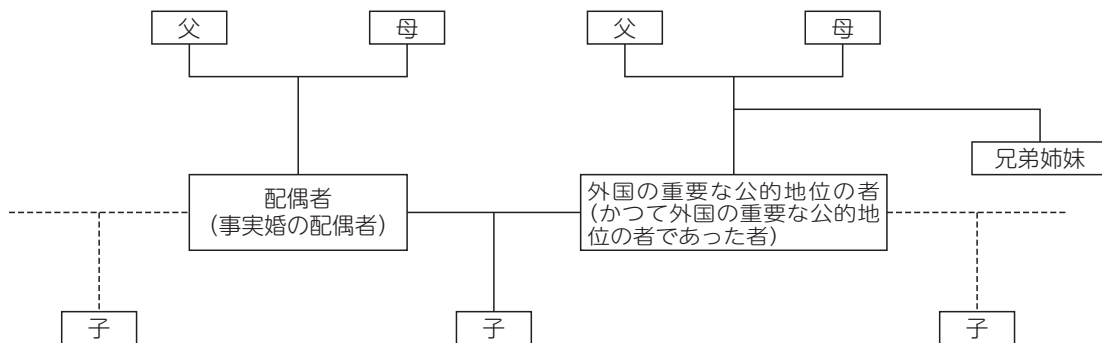 父
母
父
母
兄弟姉妹
配偶者
(事実婚の配偶者)
外国の重要な公的地位の者
(かつて外国の重要な公的地
位の者であった者)
子
子
子